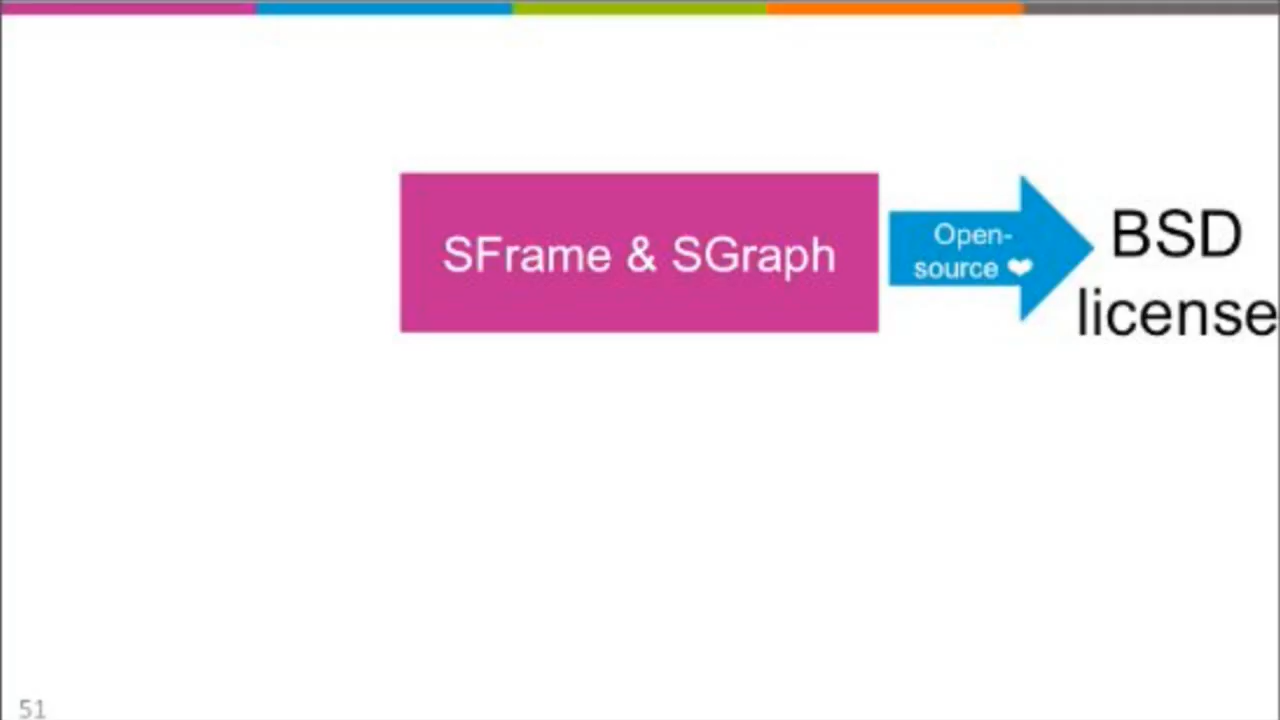 SFrame & SGraph
Open-
source ❤
BSD
license
51